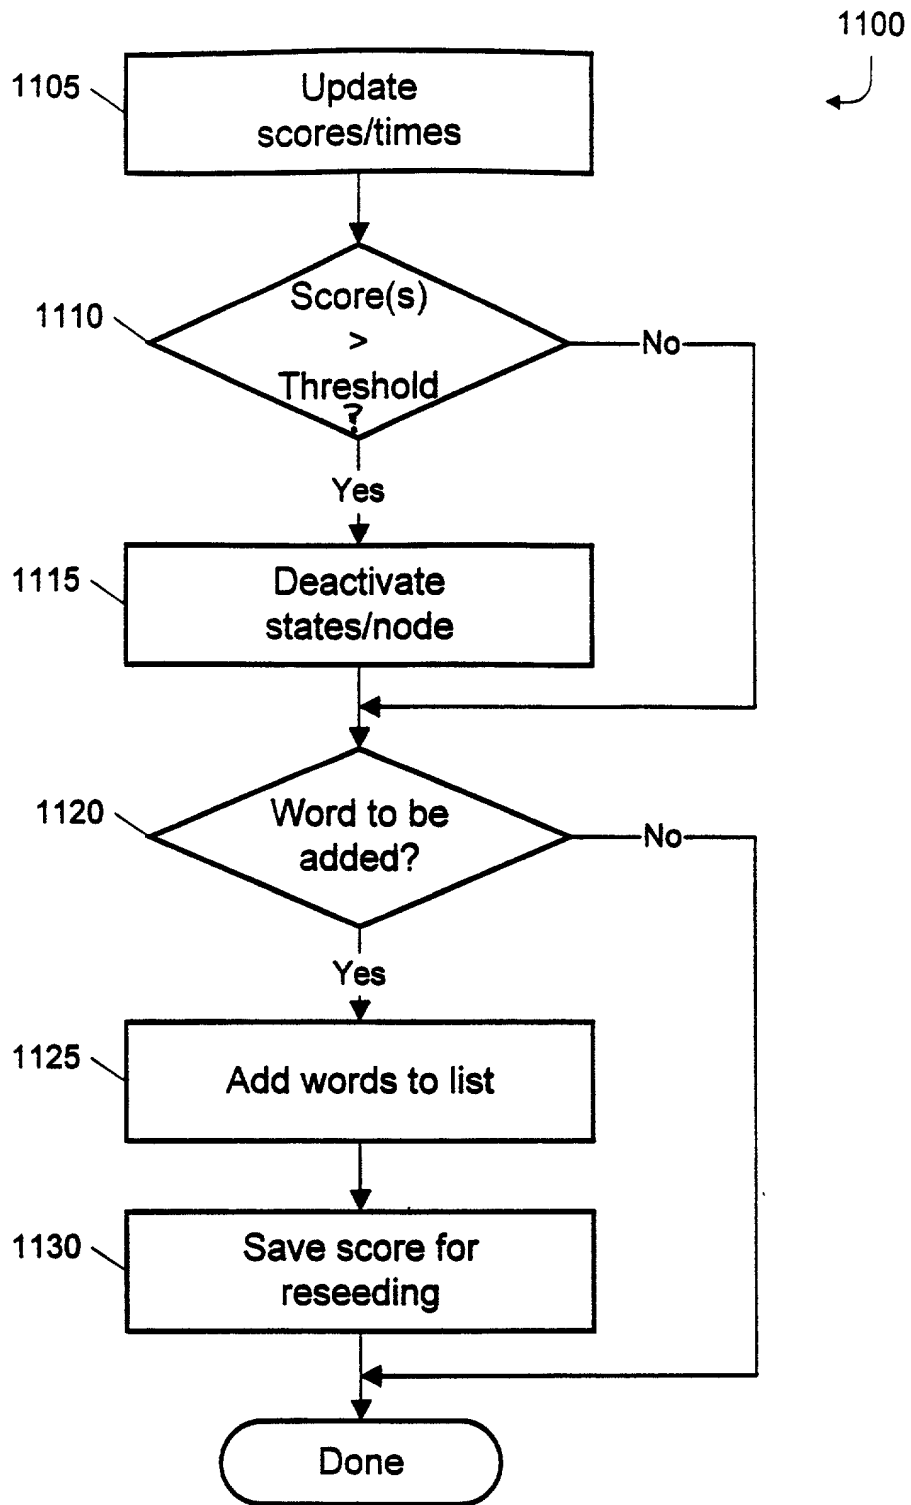 1100
1105
Update
scores/times
1110
Score(s)
>
Threshold
?
No
Yes
1115
Deactivate
states/node
1120
Word to be
added?
No
Yes
1125
Add words to list
1130
Save score for
reseeding
Done